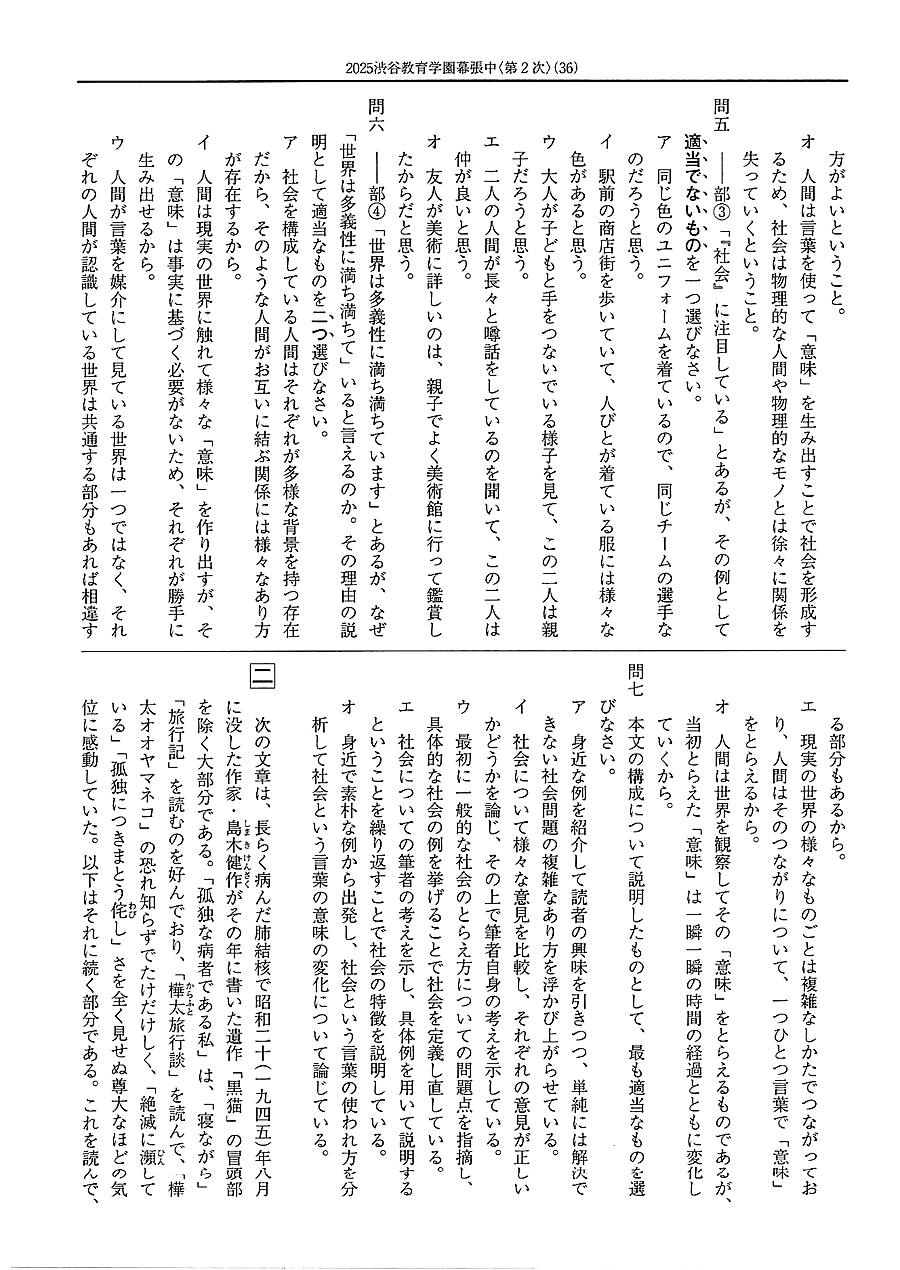 2025渋谷教育学園幕張中〈第2次〉(36)
方がよいということ。
オ 人間は言葉を使って「意味」を生み出すことで社会を形成す
るため、社会は物理的な人間や物理的なモノとは徐々に関係を
失っていくということ。
問五 ――部③「『社会』に注目している」とあるが、その例として
適当でないものを一つ選びなさい。
ア 同じ色のユニフォームを着ているので、同じチームの選手な
のだろうと思う。
イ 駅前の商店街を歩いていて、人びとが着ている服には様々な
色があると思う。
ウ 大人が子どもと手をつないでいる様子を見て、この二人は親
子だろうと思う。
エ 二人の人間が長々と噂話をしているのを聞いて、この二人は
仲が良いと思う。
オ 友人が美術に詳しいのは、親子でよく美術館に行って鑑賞し
たからだと思う。
問六 ――部④「世界は多義性に満ち満ちています」とあるが、なぜ
「世界は多義性に満ち満ちて」いると言えるのか。その理由の説
明として適当なものを二つ選びなさい。
ア 社会を構成している人間はそれぞれが多様な背景を持つ存在
だから、そのような人間がお互いに結ぶ関係には様々なあり方
が存在するから。
イ 人間は現実の世界に触れて様々な「意味」を作り出すが、そ
の「意味」は事実に基づく必要がないため、それぞれが勝手に
生み出せるから。
ウ 人間が言葉を媒介にして見ている世界は一つではなく、それ
ぞれの人間が認識している世界は共通する部分もあれば相違す
る部分もあるから。
エ 現実の世界の様々なものごとは複雑なしかたでつながってお
り、人間はそのつながりについて、一つひとつ言葉で「意味」
をとらえるから。
オ 人間は世界を観察してその「意味」をとらえるものであるが、
当初とらえた「意味」は一瞬一瞬の時間の経過とともに変化し
ていくから。
問七 本文の構成について説明したものとして、最も適当なものを選
びなさい。
ア 身近な例を紹介して読者の興味を引きつつ、単純には解決で
きない社会問題の複雑なあり方を浮かび上がらせている。
イ 社会について様々な意見を比較し、それぞれの意見が正しい
かどうかを論じ、その上で筆者自身の考えを示している。
ウ 最初に一般的な社会のとらえ方についての問題点を指摘し、
具体的な社会の例を挙げることで社会を定義し直している。
エ 社会についての筆者の考えを示し、具体例を用いて説明する
ということを繰り返すことで社会の特徴を説明している。
オ 身近で素朴な例から出発し、社会という言葉の使われ方を分
析して社会という言葉の意味の変化について論じている。
二 次の文章は、長らく病んだ肺結核で昭和二十(一九四五)年八月
に没した作家・島木健作がその年に書いた遺作「黒猫」の冒頭部
を除く大部分である。「孤独な病者である私」は、「寝ながら」
「旅行記」を読むのを好んでおり、「樺太旅行談」を読んで、「樺
太オオヤマネコ」の恐れ知らずでたけだけしく、「絶滅に瀕して
いる」「孤独につきまとう侘し」さを全く見せぬ尊大なほどの気
位に感動していた。以下はそれに続く部分である。これを読んで、